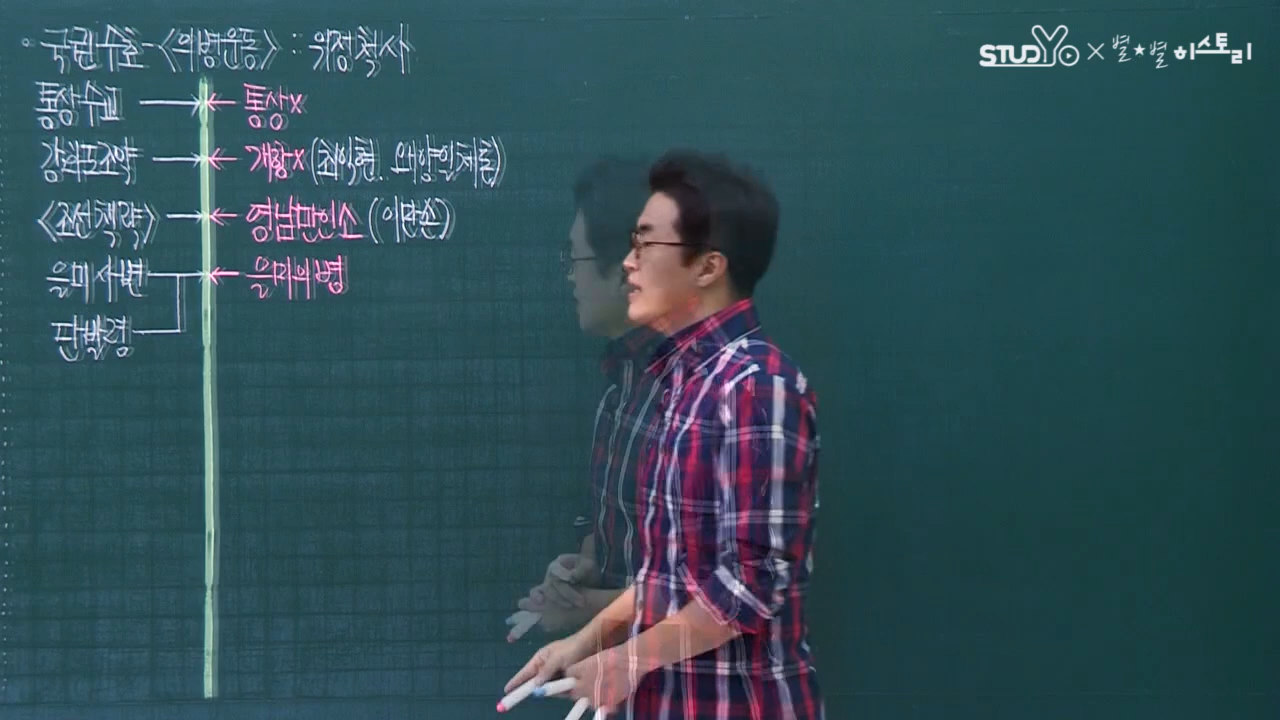 · 국권수호-<의병운동> : 위정척사
통상수교 → ← 통상×
강화도조약 → ← 개항×(최익현. 왜양일체론)
<조선책략> → ← 영남만인소(이만손)
을미사변 ← 을미의병
단발령
STUDYo × 별★별 히스토리